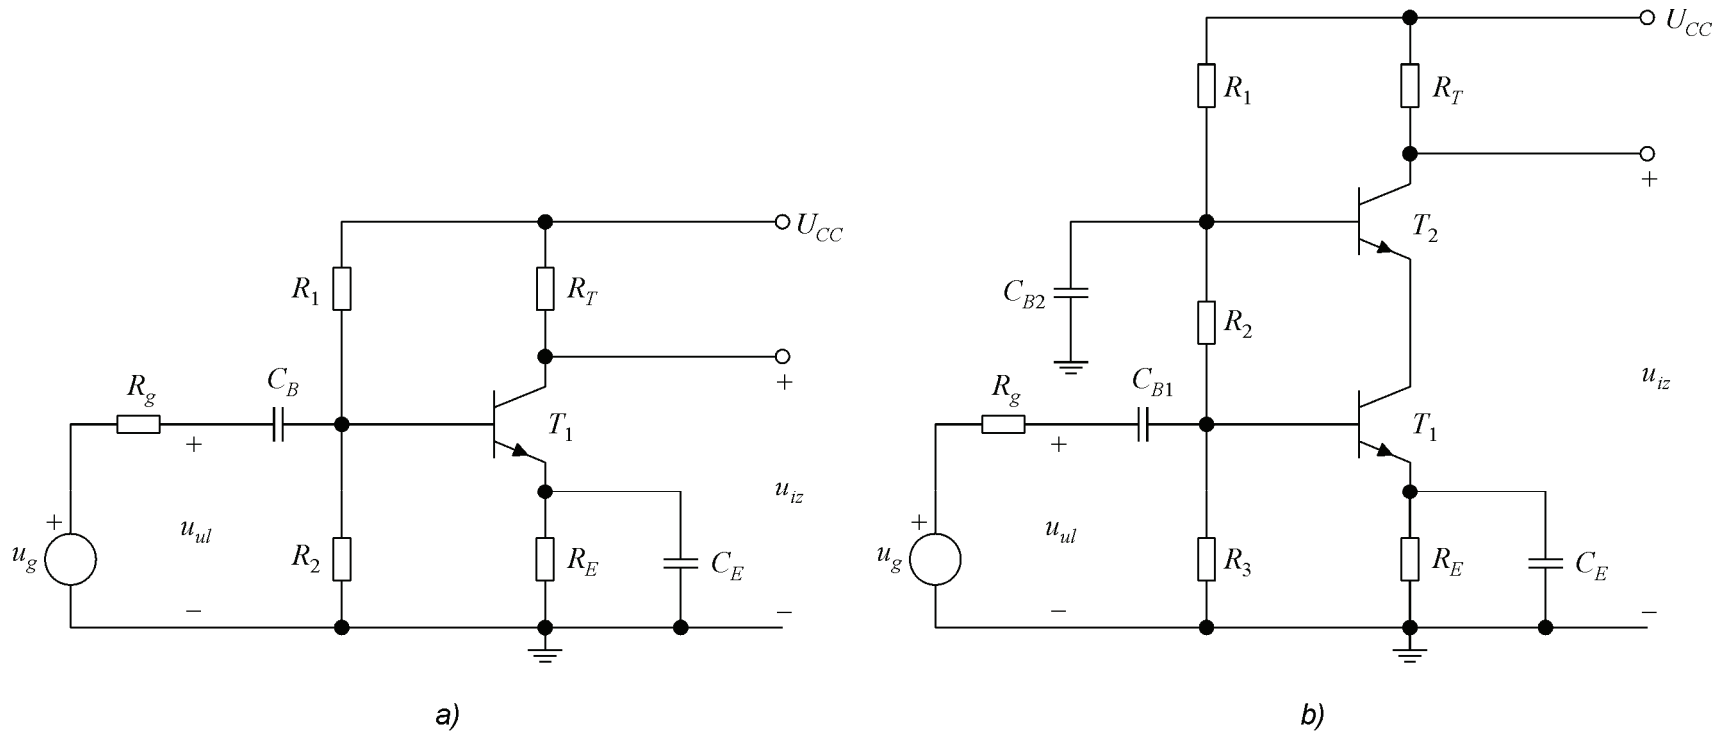 U_CC
R_1
R_T
+
T_2
C_B2
R_2
u_iz
R_g
C_B1
+
T_1
+
u_g
u_ul
R_3
R_E
C_E
−
−
b)
U_CC
R_1
R_T
+
R_g
C_B
+
T_1
u_iz
+
u_g
u_ul
R_2
R_E
C_E
−
−
a)